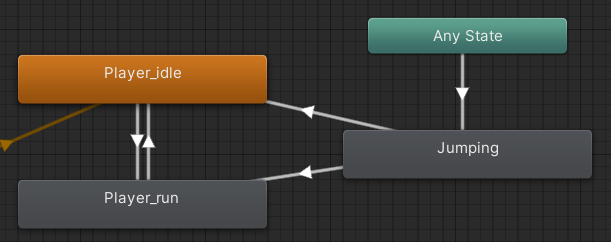 Any State
Player_idle
Jumping
Player_run